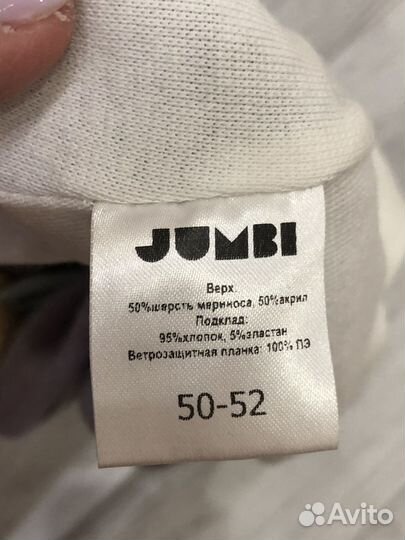 JUMBI
Верх.
50%шерсть мериноса, 50%акрил
Подклад:
95%хлопок, 5%эластан
Ветрозащитная планка: 100% ПЭ
50-52
Avito